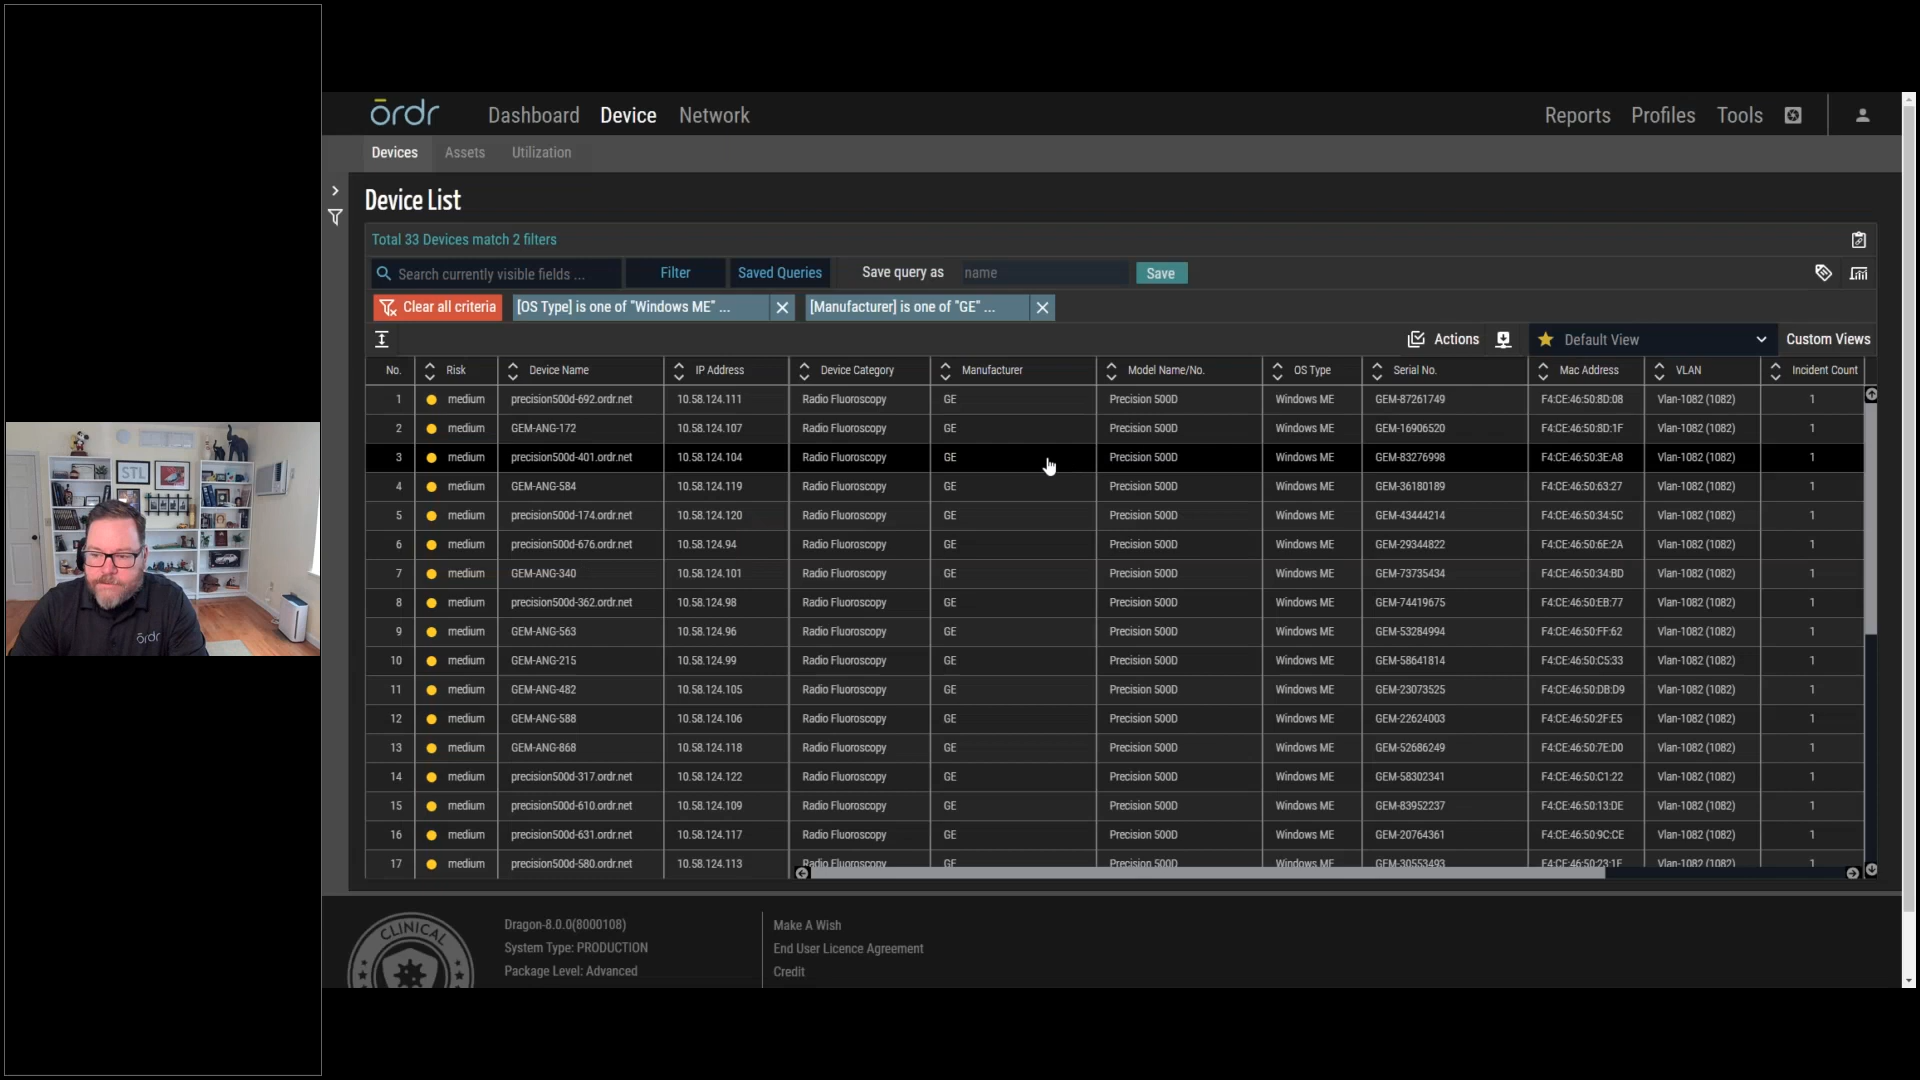 ōrdr Dashboard Device Network Reports Profiles Tools
Devices Assets Utilization
Device List
Total 33 Devices match 2 filters
Search currently visible fields ... Filter Saved Queries Save query as name Save
Clear all criteria [OS Type] is one of "Windows ME" ... [Manufacturer] is one of "GE" ...
Actions Default View Custom Views
No. Risk Device Name IP Address Device Category Manufacturer Model Name/No. OS Type Serial No. Mac Address VLAN Incident Count
1 medium precision500d-692.ordr.net 10.58.124.111 Radio Fluoroscopy GE Precision 500D Windows ME GEM-87261749 F4:CE:46:50:8D:08 Vlan-1082 (1082) 1
2 medium GEM-ANG-172 10.58.124.107 Radio Fluoroscopy GE Precision 500D Windows ME GEM-16906520 F4:CE:46:50:8D:1F Vlan-1082 (1082) 1
3 medium precision500d-401.ordr.net 10.58.124.104 Radio Fluoroscopy GE Precision 500D Windows ME GEM-83276998 F4:CE:46:50:3E:A8 Vlan-1082 (1082) 1
4 medium GEM-ANG-584 10.58.124.119 Radio Fluoroscopy GE Precision 500D Windows ME GEM-36180189 F4:CE:46:50:63:27 Vlan-1082 (1082) 1
5 medium precision500d-174.ordr.net 10.58.124.120 Radio Fluoroscopy GE Precision 500D Windows ME GEM-43444214 F4:CE:46:50:34:5C Vlan-1082 (1082) 1
6 medium precision500d-676.ordr.net 10.58.124.94 Radio Fluoroscopy GE Precision 500D Windows ME GEM-29344822 F4:CE:46:50:6E:2A Vlan-1082 (1082) 1
7 medium GEM-ANG-340 10.58.124.101 Radio Fluoroscopy GE Precision 500D Windows ME GEM-73735434 F4:CE:46:50:34:BD Vlan-1082 (1082) 1
8 medium precision500d-362.ordr.net 10.58.124.98 Radio Fluoroscopy GE Precision 500D Windows ME GEM-74419675 F4:CE:46:50:EB:77 Vlan-1082 (1082) 1
9 medium GEM-ANG-563 10.58.124.96 Radio Fluoroscopy GE Precision 500D Windows ME GEM-53284994 F4:CE:46:50:FF:62 Vlan-1082 (1082) 1
10 medium GEM-ANG-215 10.58.124.99 Radio Fluoroscopy GE Precision 500D Windows ME GEM-58641814 F4:CE:46:50:C5:33 Vlan-1082 (1082) 1
11 medium GEM-ANG-482 10.58.124.105 Radio Fluoroscopy GE Precision 500D Windows ME GEM-23073525 F4:CE:46:50:DB:D9 Vlan-1082 (1082) 1
12 medium GEM-ANG-588 10.58.124.106 Radio Fluoroscopy GE Precision 500D Windows ME GEM-22624003 F4:CE:46:50:2F:E5 Vlan-1082 (1082) 1
13 medium GEM-ANG-868 10.58.124.118 Radio Fluoroscopy GE Precision 500D Windows ME GEM-52686249 F4:CE:46:50:7E:D0 Vlan-1082 (1082) 1
14 medium precision500d-317.ordr.net 10.58.124.122 Radio Fluoroscopy GE Precision 500D Windows ME GEM-58302341 F4:CE:46:50:C1:22 Vlan-1082 (1082) 1
15 medium precision500d-610.ordr.net 10.58.124.109 Radio Fluoroscopy GE Precision 500D Windows ME GEM-83952237 F4:CE:46:50:13:DE Vlan-1082 (1082) 1
16 medium precision500d-631.ordr.net 10.58.124.117 Radio Fluoroscopy GE Precision 500D Windows ME GEM-20764361 F4:CE:46:50:9C:CE Vlan-1082 (1082) 1
17 medium precision500d-580.ordr.net 10.58.124.113 Radio Fluoroscopy GE Precision 500D Windows ME GEM-30553493 F4:CE:46:50:23:1F Vlan-1082 (1082) 1
STL
ōrdr
CLINICAL
Dragon-8.0.0(8000108)
System Type: PRODUCTION
Package Level: Advanced
Make A Wish
End User Licence Agreement
Credit